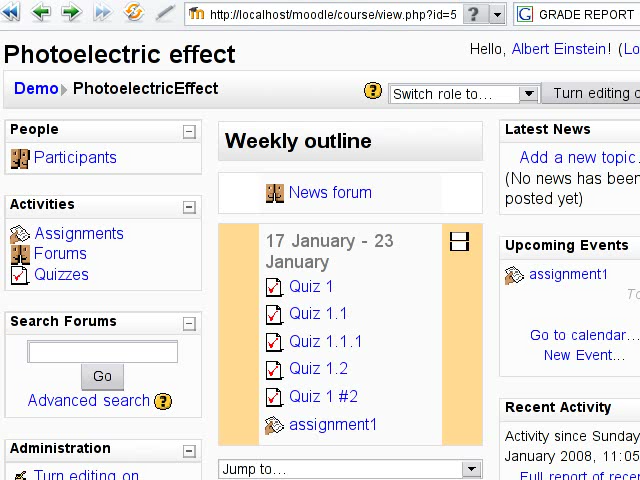 http://localhost/moodle/course/view.php?id=5
?
GRADE REPORT
Photoelectric effect
Hello, Albert Einstein! (Lo
Demo PhotoelectricEffect
?
Switch role to...
Turn editing o
People
Participants
Activities
Assignments
Forums
Quizzes
Search Forums
Go
Advanced search ?
Administration
Turn editing on
Weekly outline
News forum
17 January - 23
January
Quiz 1
Quiz 1.1
Quiz 1.1.1
Quiz 1.2
Quiz 1 #2
assignment1
Jump to...
Latest News
Add a new topic...
(No news has been
posted yet)
Upcoming Events
assignment1
To
Go to calendar...
New Event...
Recent Activity
Activity since Sunday
January 2008, 11:05
Full report of recen